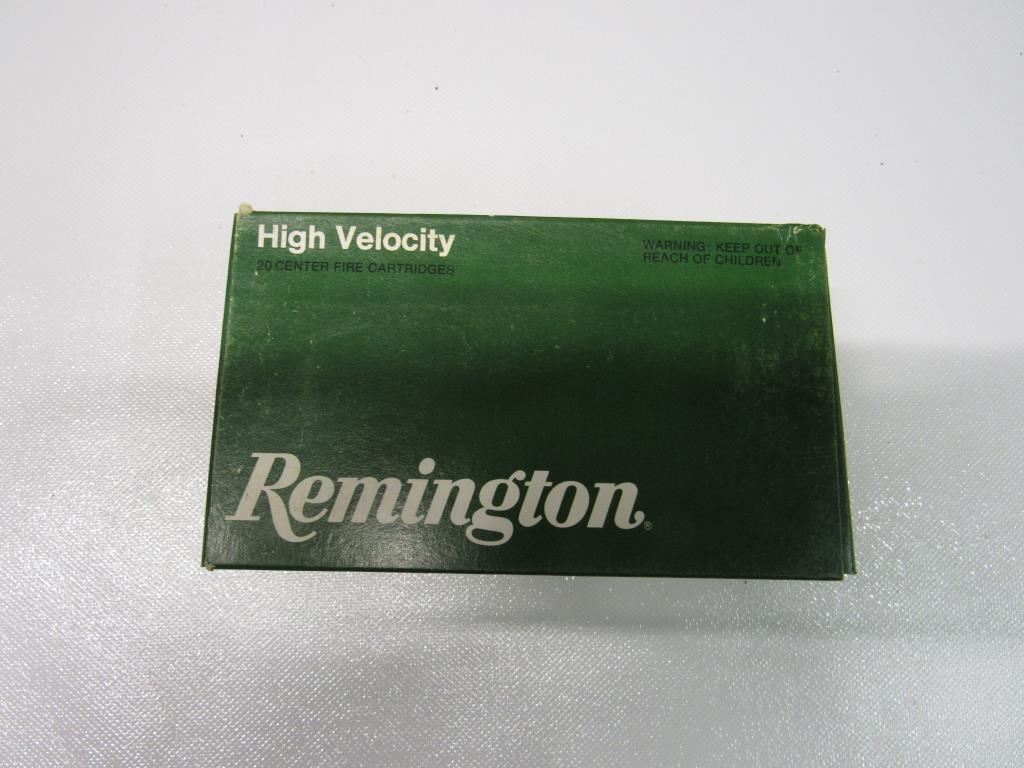 High Velocity
20 CENTER FIRE CARTRIDGES
WARNING: KEEP OUT OF
REACH OF CHILDREN
Remington®